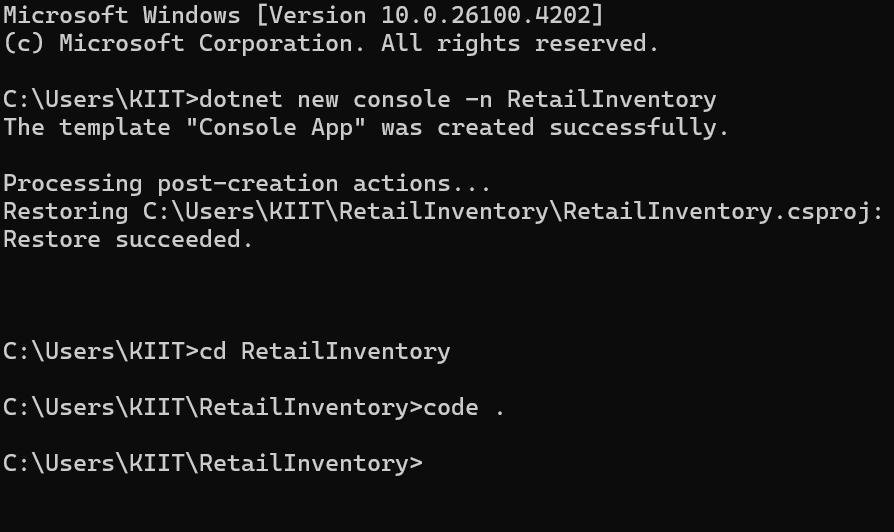 Microsoft Windows [Version 10.0.26100.4202]
(c) Microsoft Corporation. All rights reserved.
C:\Users\KIIT>dotnet new console -n RetailInventory
The template "Console App" was created successfully.
Processing post-creation actions...
Restoring C:\Users\KIIT\RetailInventory\RetailInventory.csproj:
Restore succeeded.
C:\Users\KIIT>cd RetailInventory
C:\Users\KIIT\RetailInventory>code .
C:\Users\KIIT\RetailInventory>